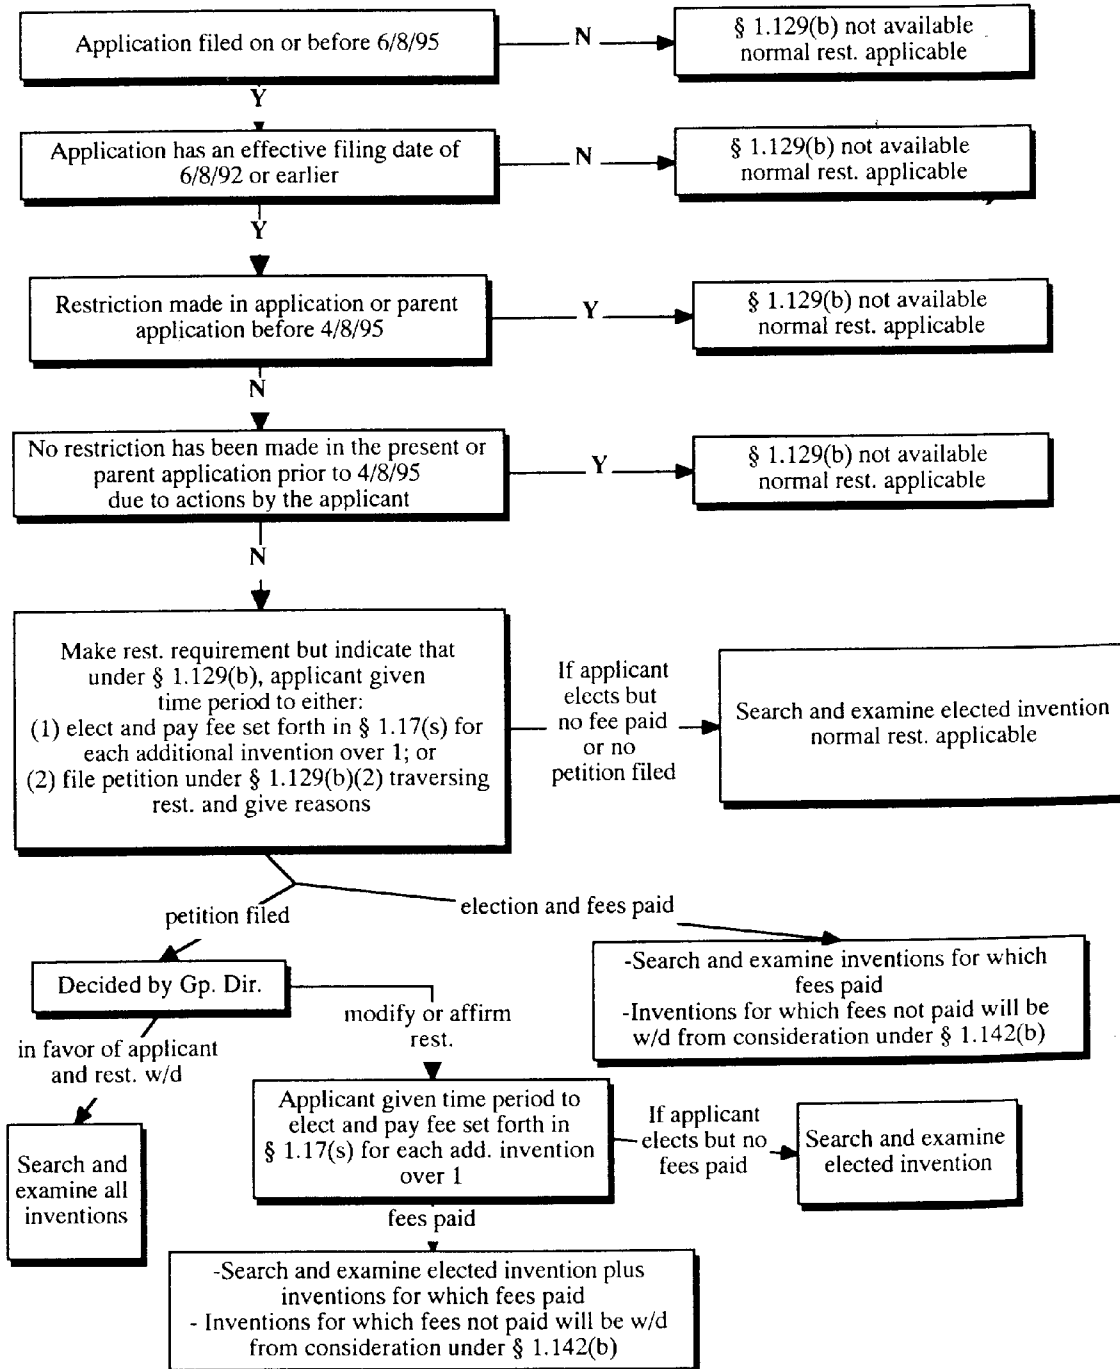 Application filed on or before 6/8/95
N
§ 1.129(b) not available
normal rest. applicable
Y
Application has an effective filing date of
6/8/92 or earlier
N
§ 1.129(b) not available
normal rest. applicable
Y
Restriction made in application or parent
application before 4/8/95
Y
§ 1.129(b) not available
normal rest. applicable
N
No restriction has been made in the present or
parent application prior to 4/8/95
due to actions by the applicant
Y
§ 1.129(b) not available
normal rest. applicable
N
Make rest. requirement but indicate that
under § 1.129(b), applicant given
time period to either:
(1) elect and pay fee set forth in § 1.17(s) for
each additional invention over 1; or
(2) file petition under § 1.129(b)(2) traversing
rest. and give reasons
If applicant
elects but
no fee paid
or no
petition filed
Search and examine elected invention
normal rest. applicable
petition filed
election and fees paid
-Search and examine inventions for which
fees paid
-Inventions for which fees not paid will be
w/d from consideration under § 1.142(b)
Decided by Gp. Dir.
in favor of applicant
and rest. w/d
modify or affirm
rest.
Search and
examine all
inventions
Applicant given time period to
elect and pay fee set forth in
§ 1.17(s) for each add. invention
over 1
If applicant
elects but no
fees paid
Search and examine
elected invention
fees paid
-Search and examine elected invention plus
inventions for which fees paid
- Inventions for which fees not paid will be w/d
from consideration under § 1.142(b)